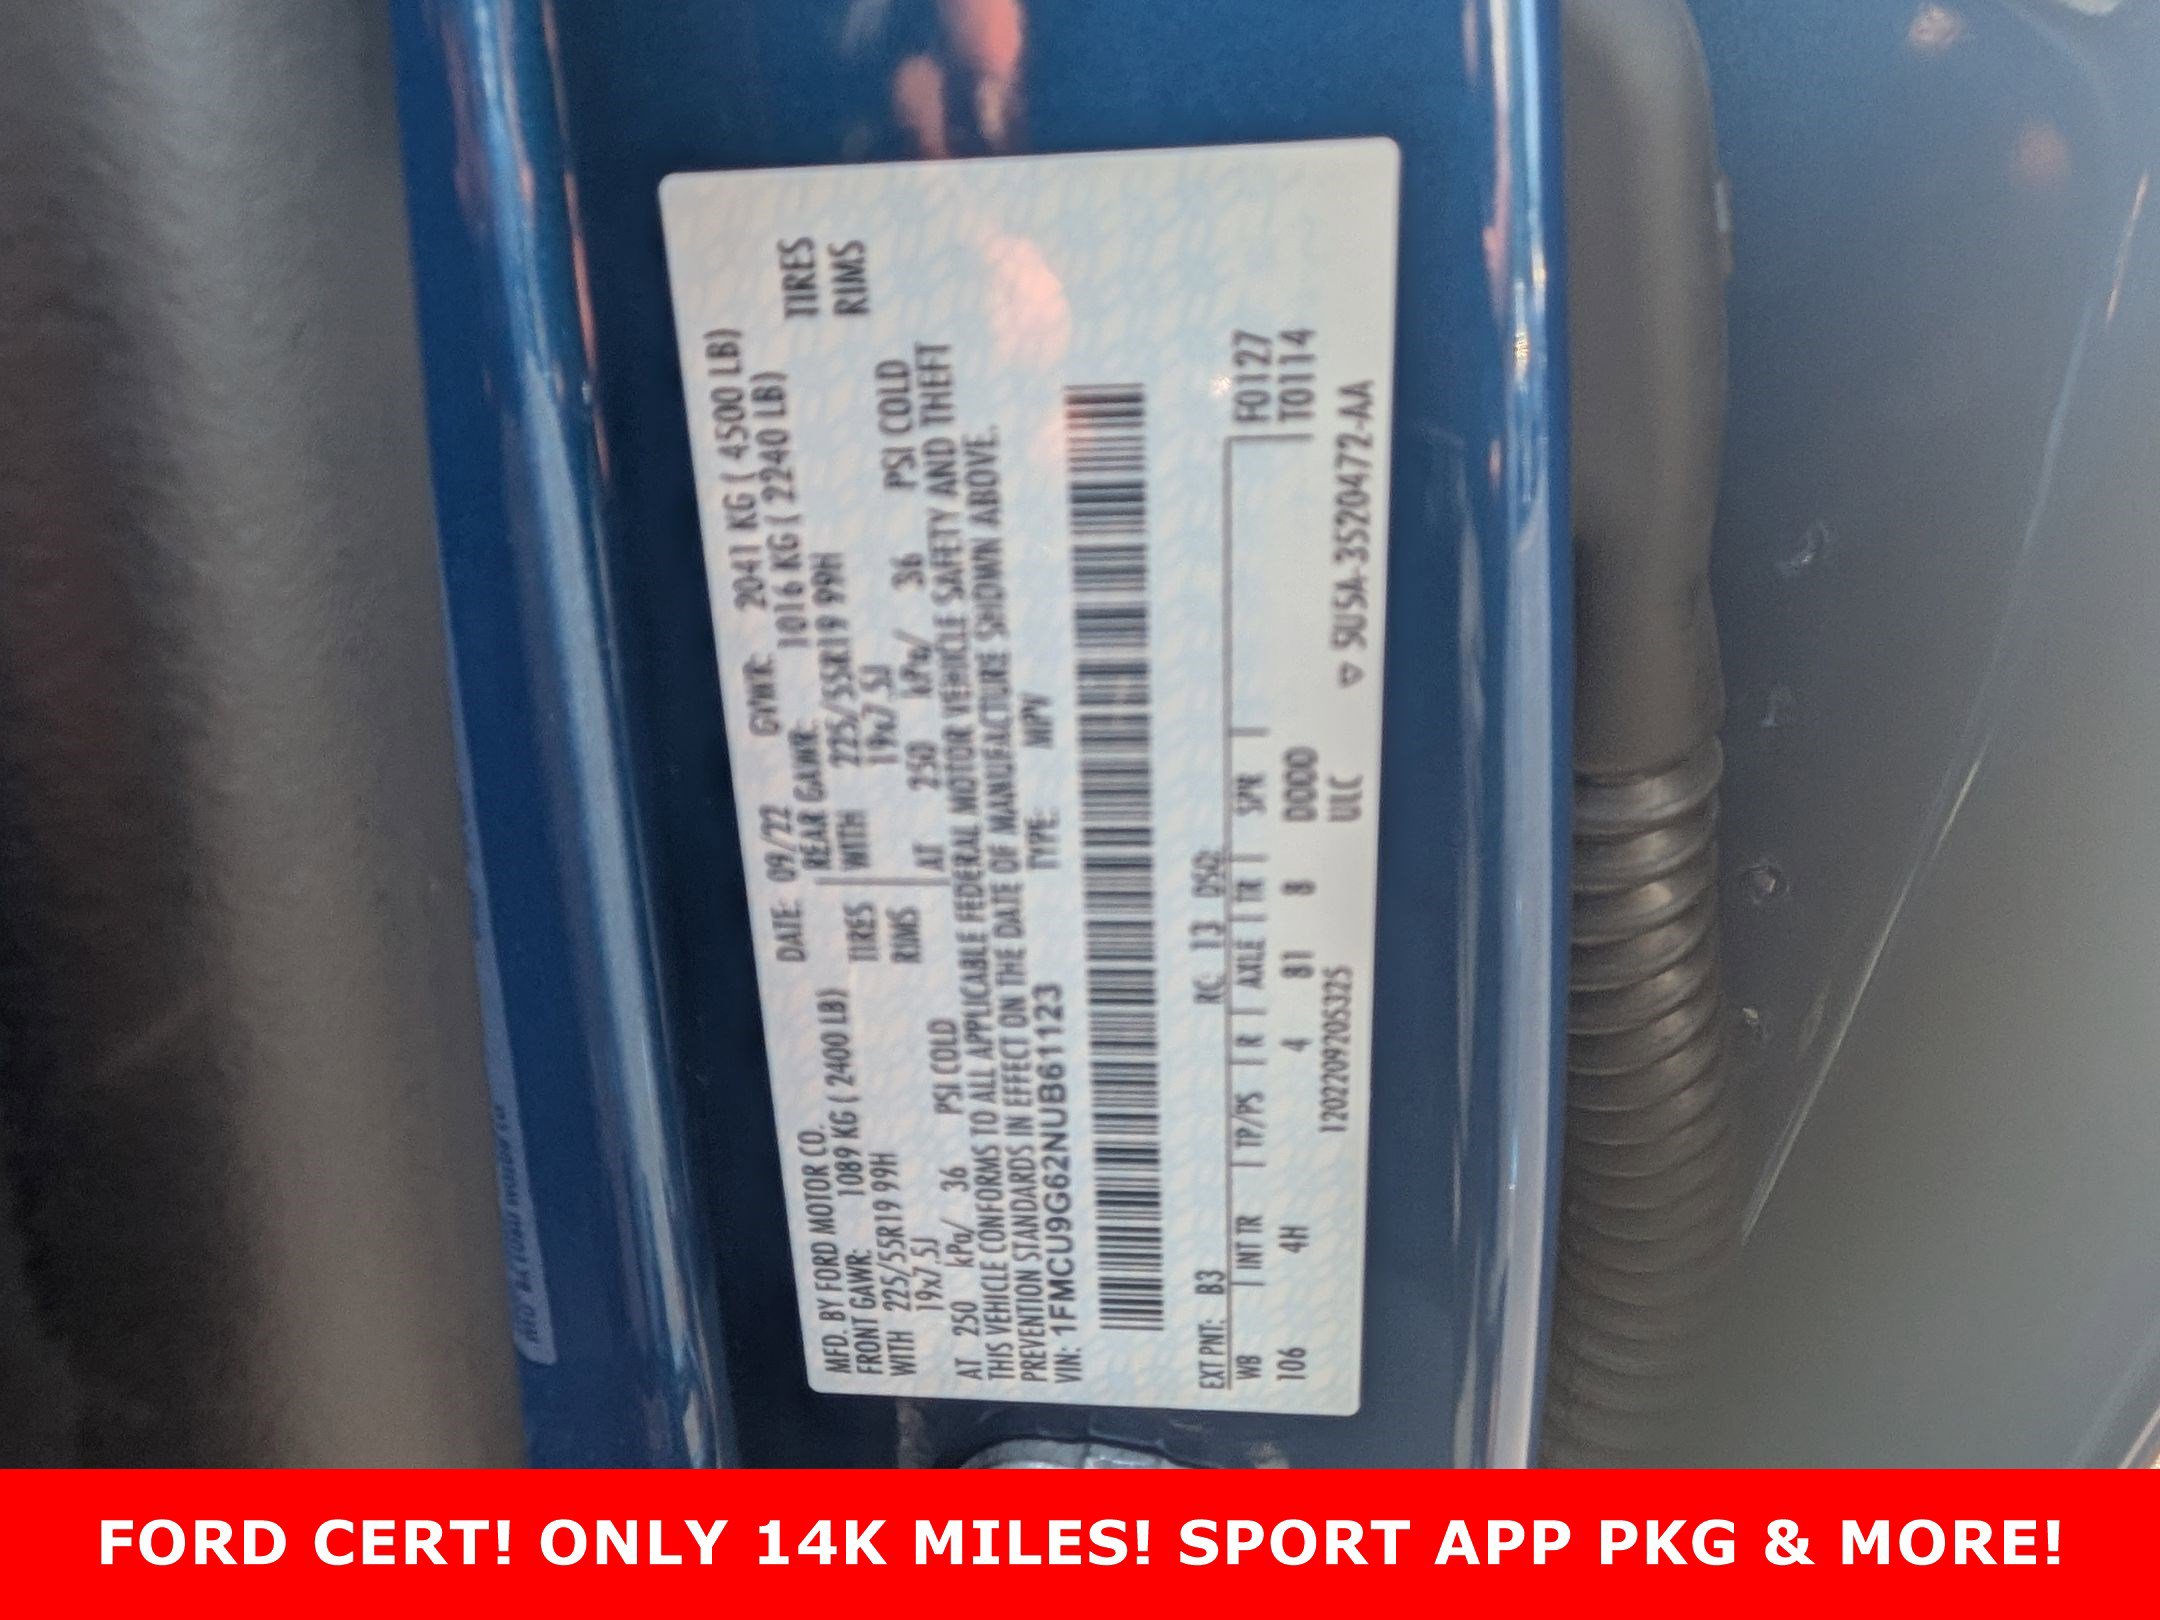 MFD. BY FORD MOTOR CO.
DATE: 09/22 GVWR: 2041 KG ( 4500 LB)
FRONT GAWR: 1089 KG ( 2400 LB) REAR GAWR: 1016 KG ( 2240 LB)
WITH 225/55R19 99H TIRES WITH 225/55R19 99H TIRES
19x7.5J RIMS 19x7.5J RIMS
AT 250 kPa/ 36 PSI COLD AT 250 kPa/ 36 PSI COLD
THIS VEHICLE CONFORMS TO ALL APPLICABLE FEDERAL MOTOR VEHICLE SAFETY AND THEFT
PREVENTION STANDARDS IN EFFECT ON THE DATE OF MANUFACTURE SHOWN ABOVE.
VIN: 1FMCU9G62NUB61123 TYPE: MPV
EXT PNT: B3 RC: 13 DSO:
WB INT TR TP/PS R AXLE TR SPR F0127
106 4H 4 81 8 DOOO T0114
1202209205325 ULC
▽ 5U5A-3520472-AA
FORD CERT! ONLY 14K MILES! SPORT APP PKG & MORE!